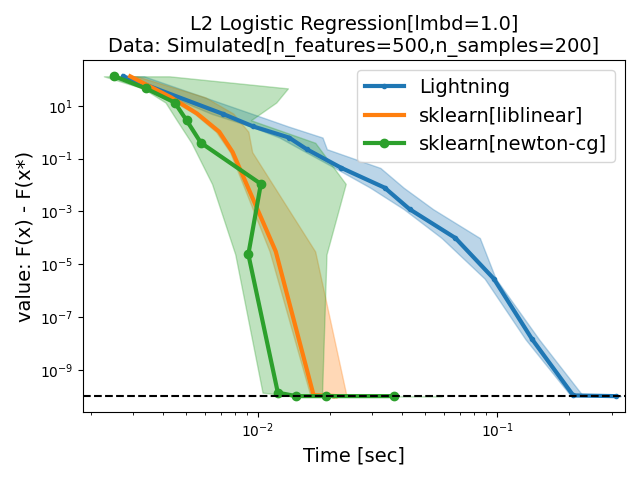 L2 Logistic Regression[lmbd=1.0]
Data: Simulated[n_features=500,n_samples=200]
value: F(x) - F(x*)
10¹
10⁻¹
10⁻³
10⁻⁵
10⁻⁷
10⁻⁹
Lightning
sklearn[liblinear]
sklearn[newton-cg]
10⁻²
10⁻¹
Time [sec]